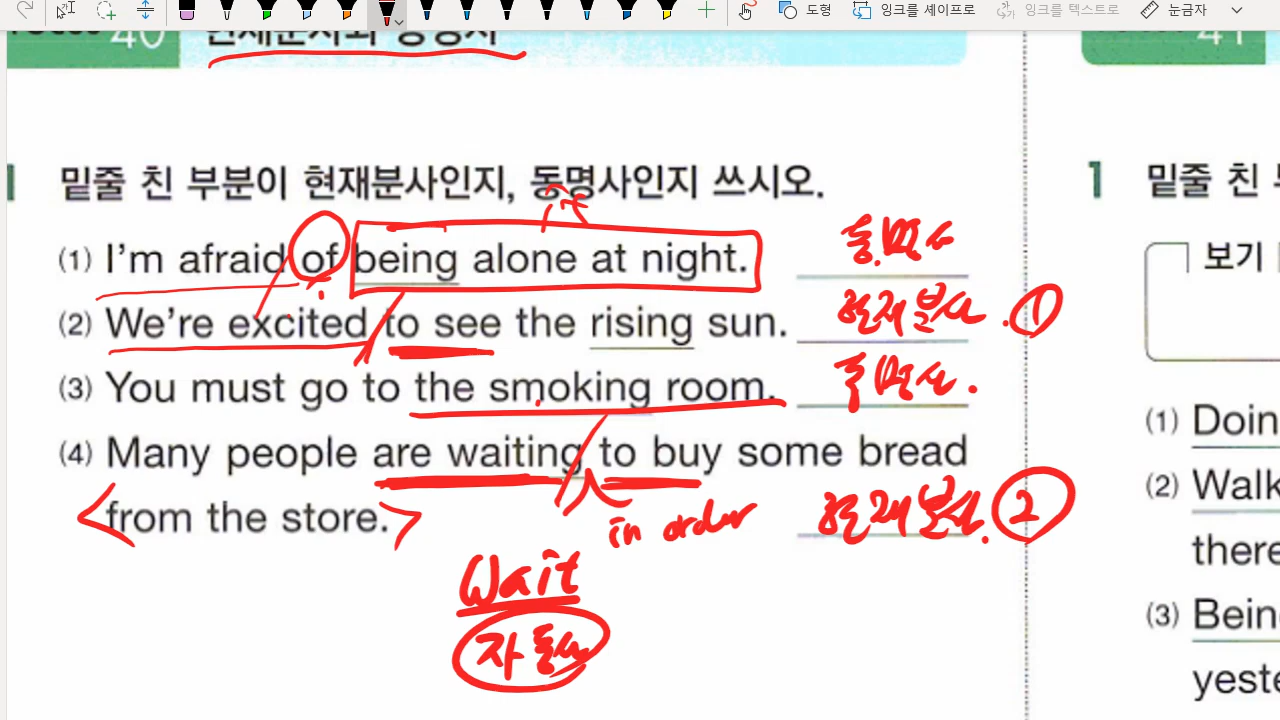 도형 잉크를 셰이프로 잉크를 텍스트로 눈금자
40 현재분사와 동명사
41
1 밑줄 친 부분이 현재분사인지, 동명사인지 쓰시오.
it
(1) I'm afraid of being alone at night. 동.명사
(2) We're excited to see the rising sun. 현재분사. ①
(3) You must go to the smoking room. 동명사.
(4) Many people are waiting to buy some bread
from the store. in order 현재분사. ②
Wait
자동사
1 밑줄 친
보기
(1) Doin
(2) Walk
there
(3) Bein
yeste